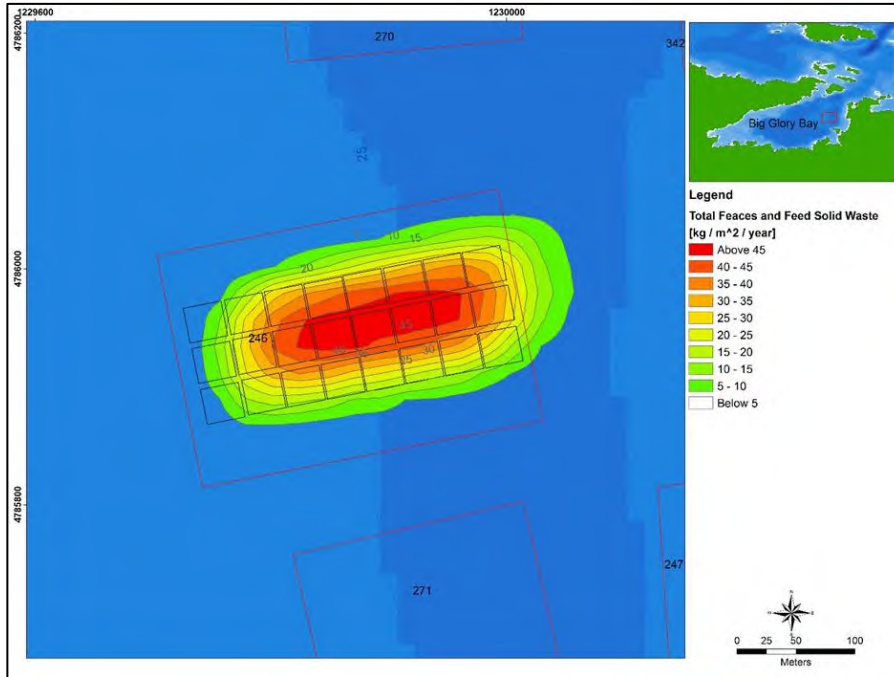 1229600
1230000
4786200
4786000
4785800
270
342
25
10
15
20
246
45
30
25
271
247
Big Glory Bay
Legend
Total Feaces and Feed Solid Waste
[kg / m^2 / year]
Above 45
40 - 45
35 - 40
30 - 35
25 - 30
20 - 25
15 - 20
10 - 15
5 - 10
Below 5
N
0 25 50 100
Meters